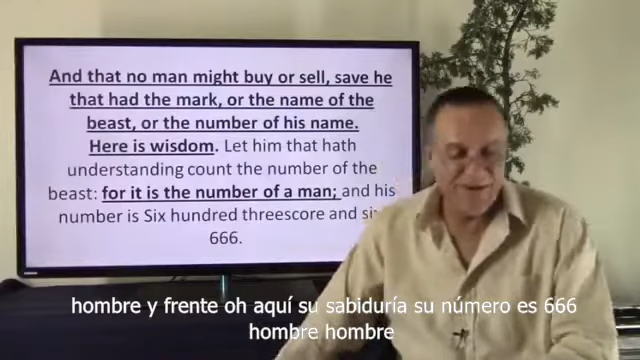 And that no man might buy or sell, save he
that had the mark, or the name of the
beast, or the number of his name.
Here is wisdom. Let him that hath
understanding count the number of the
beast: for it is the number of a man; and his
number is Six hundred threescore and
666.
hombre y frente oh aquí su sabiduría su número es 666
hombre hombre